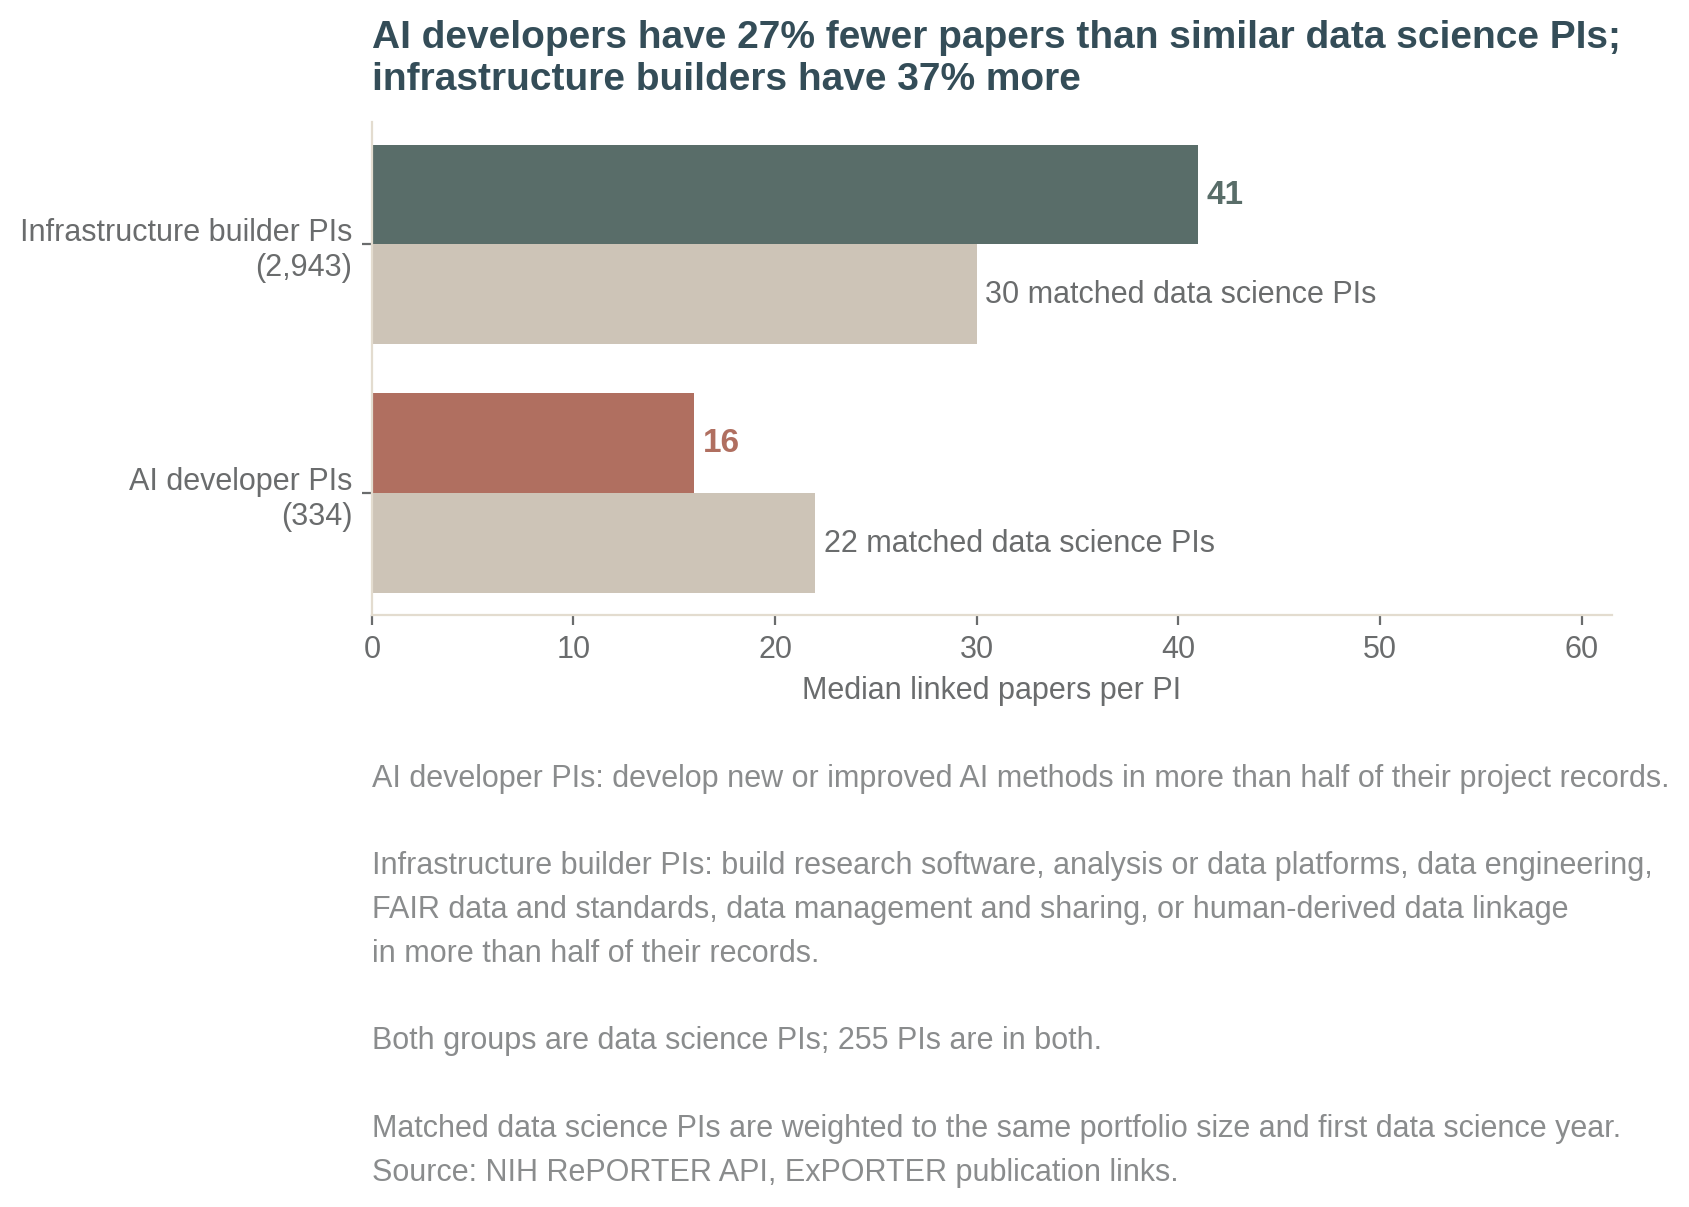 AI developers have 27% fewer papers than similar data science PIs;
infrastructure builders have 37% more
41
Infrastructure builder PIs
(2,943)
30 matched data science PIs
16
AI developer PIs
(334)
22 matched data science PIs
0 10 20 30 40 50 60
Median linked papers per PI
AI developer PIs: develop new or improved AI methods in more than half of their project records.
Infrastructure builder PIs: build research software, analysis or data platforms, data engineering,
FAIR data and standards, data management and sharing, or human-derived data linkage
in more than half of their records.
Both groups are data science PIs; 255 PIs are in both.
Matched data science PIs are weighted to the same portfolio size and first data science year.
Source: NIH RePORTER API, ExPORTER publication links.